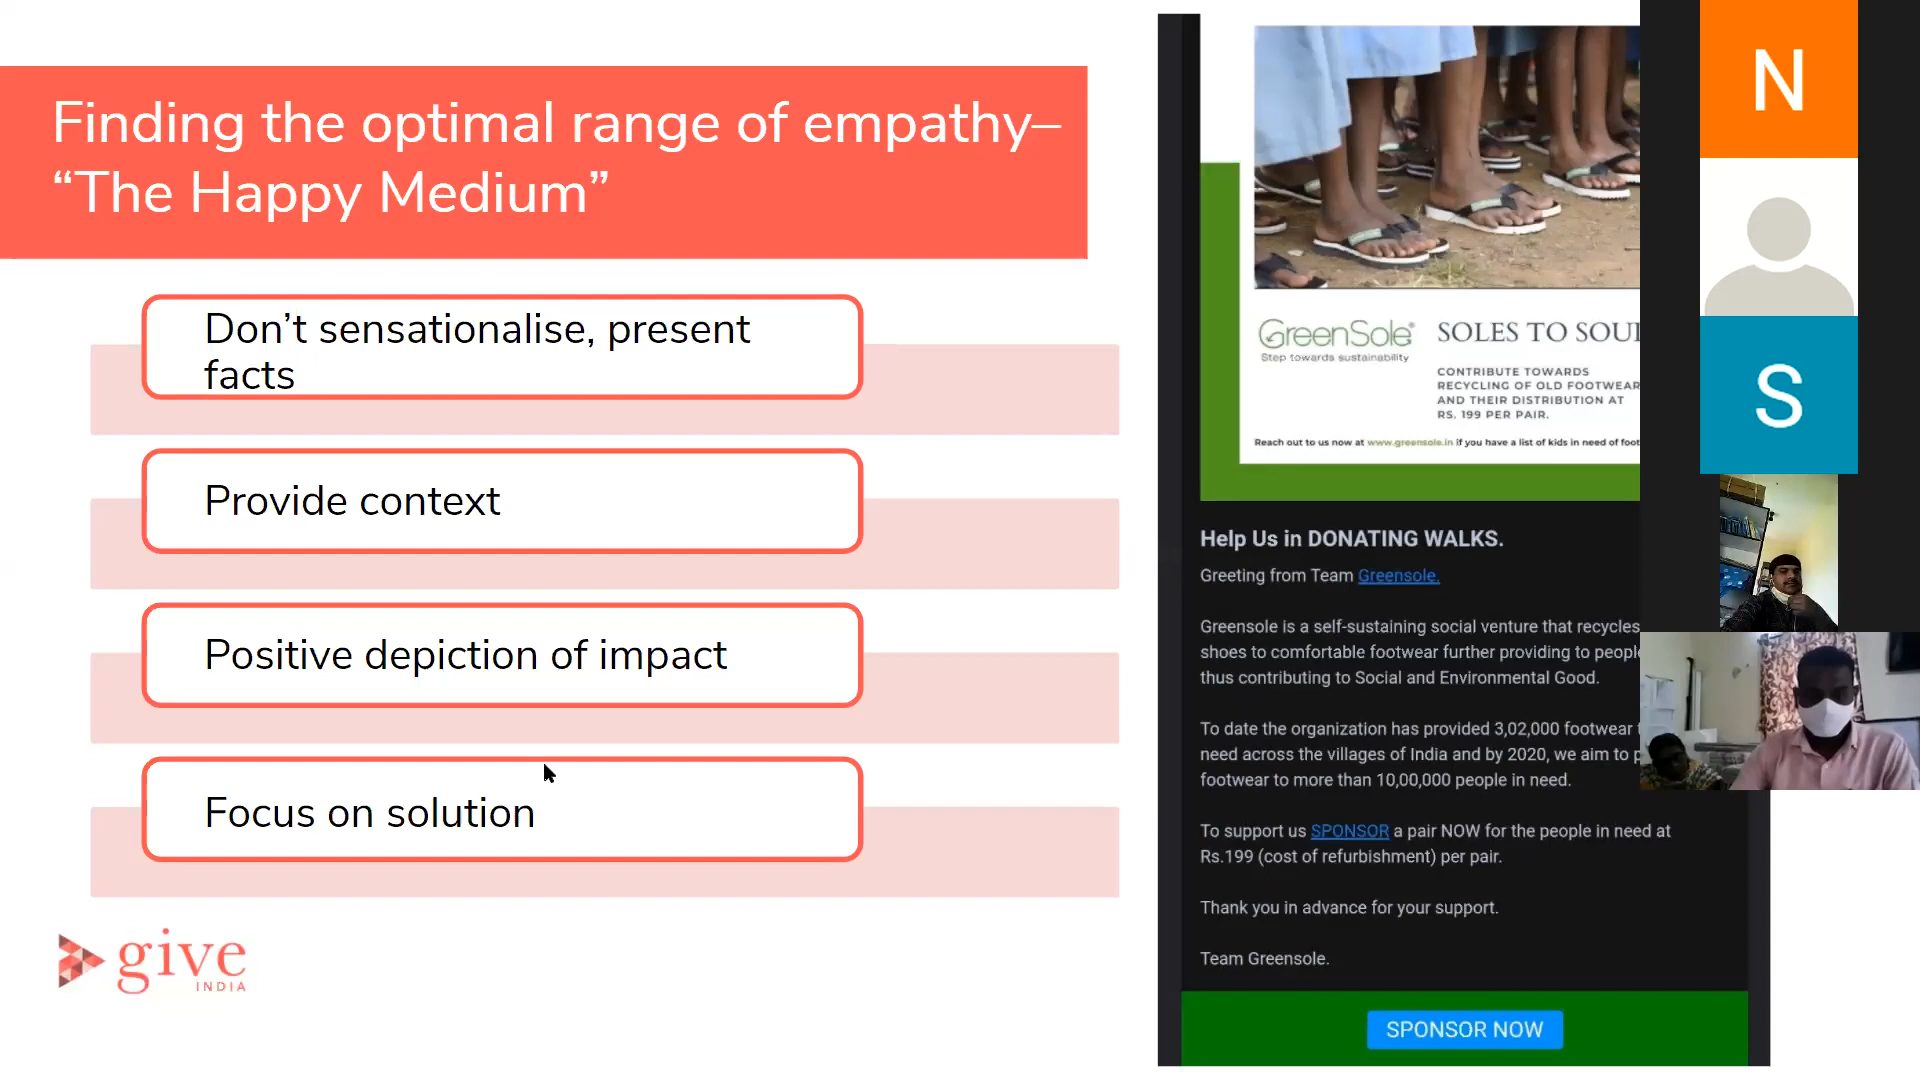 Finding the optimal range of empathy–
“The Happy Medium”
Don’t sensationalise, present
facts
Provide context
Positive depiction of impact
Focus on solution
give
INDIA
GreenSole
Step towards sustainability
SOLES TO SOUL
CONTRIBUTE TOWARDS
RECYCLING OF OLD FOOTWEAR
AND THEIR DISTRIBUTION AT
RS. 199 PER PAIR.
Reach out to us now at www.greensole.in if you have a list of kids in need of foot
Help Us in DONATING WALKS.
Greeting from Team Greensole.
Greensole is a self-sustaining social venture that recycles
shoes to comfortable footwear further providing to people
thus contributing to Social and Environmental Good.
To date the organization has provided 3,02,000 footwear
need across the villages of India and by 2020, we aim to
footwear to more than 10,00,000 people in need.
To support us SPONSOR a pair NOW for the people in need at
Rs.199 (cost of refurbishment) per pair.
Thank you in advance for your support.
Team Greensole.
SPONSOR NOW
N
S